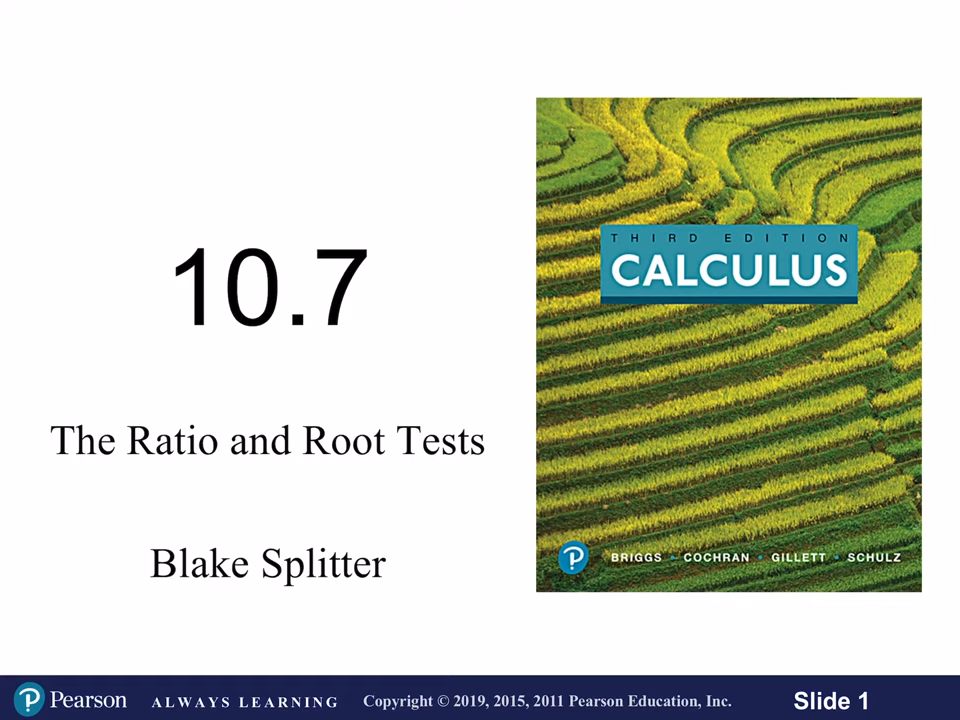 10.7
The Ratio and Root Tests
Blake Splitter
THIRD EDITION
CALCULUS
P
BRIGGS • COCHRAN • GILLETT • SCHULZ
P Pearson
ALWAYS LEARNING
Copyright © 2019, 2015, 2011 Pearson Education, Inc.
Slide 1